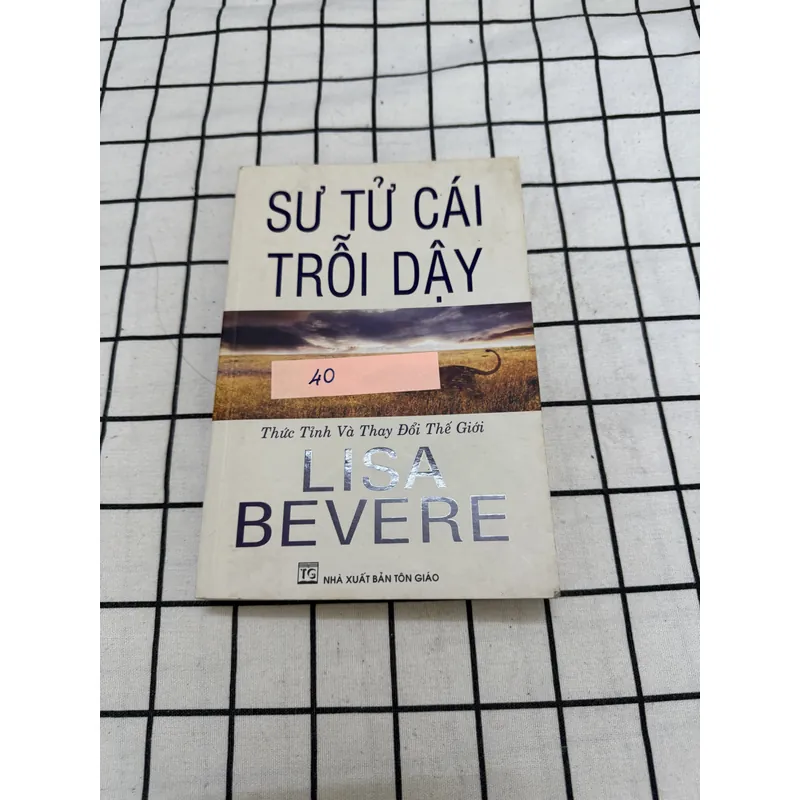 SƯ TỬ CÁI
TRỖI DẬY
40
Thức Tỉnh Và Thay Đổi Thế Giới
LISA
BEVERE
TG NHÀ XUẤT BẢN TÔN GIÁO